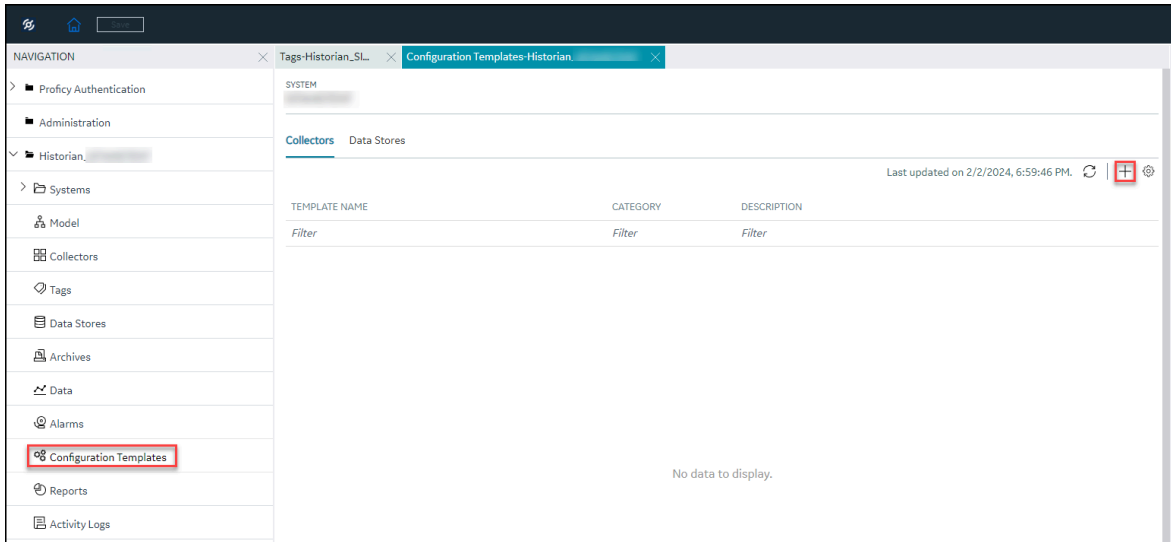 Save
NAVIGATION
Tags-Historian_SI...
Configuration Templates-Historian_
Proficy Authentication
SYSTEM
Administration
Collectors Data Stores
Historian_
Last updated on 2/2/2024, 6:59:46 PM.
Systems
TEMPLATE NAME CATEGORY DESCRIPTION
Model
Filter Filter Filter
Collectors
Tags
Data Stores
Archives
Data
Alarms
Configuration Templates
No data to display.
Reports
Activity Logs